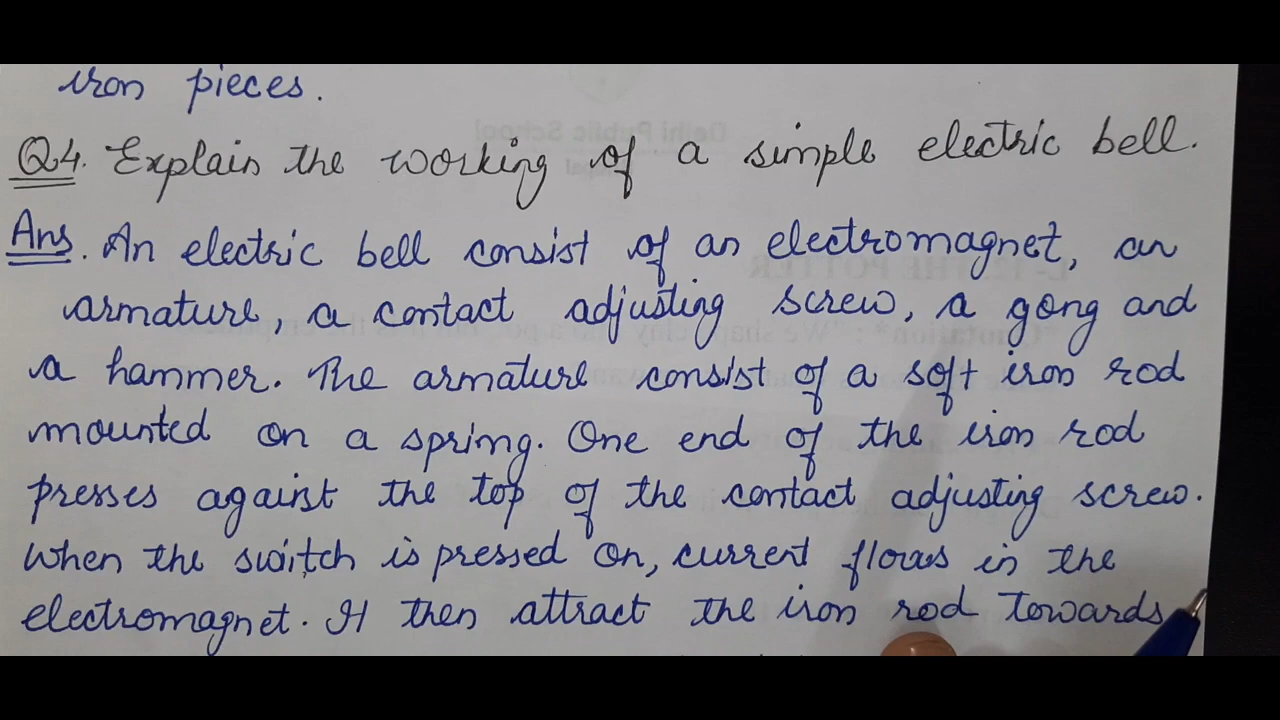 iron pieces.
Q4. Explain the working of a simple electric bell.
Ans. An electric bell consist of an electromagnet, an
armature, a contact adjusting screw, a gong and
a hammer. The armature consist of a soft iron rod
mounted on a spring. One end of the iron rod
presses against the top of the contact adjusting screw.
When the switch is pressed on, current flows in the
electromagnet. It then attract the iron rod towards